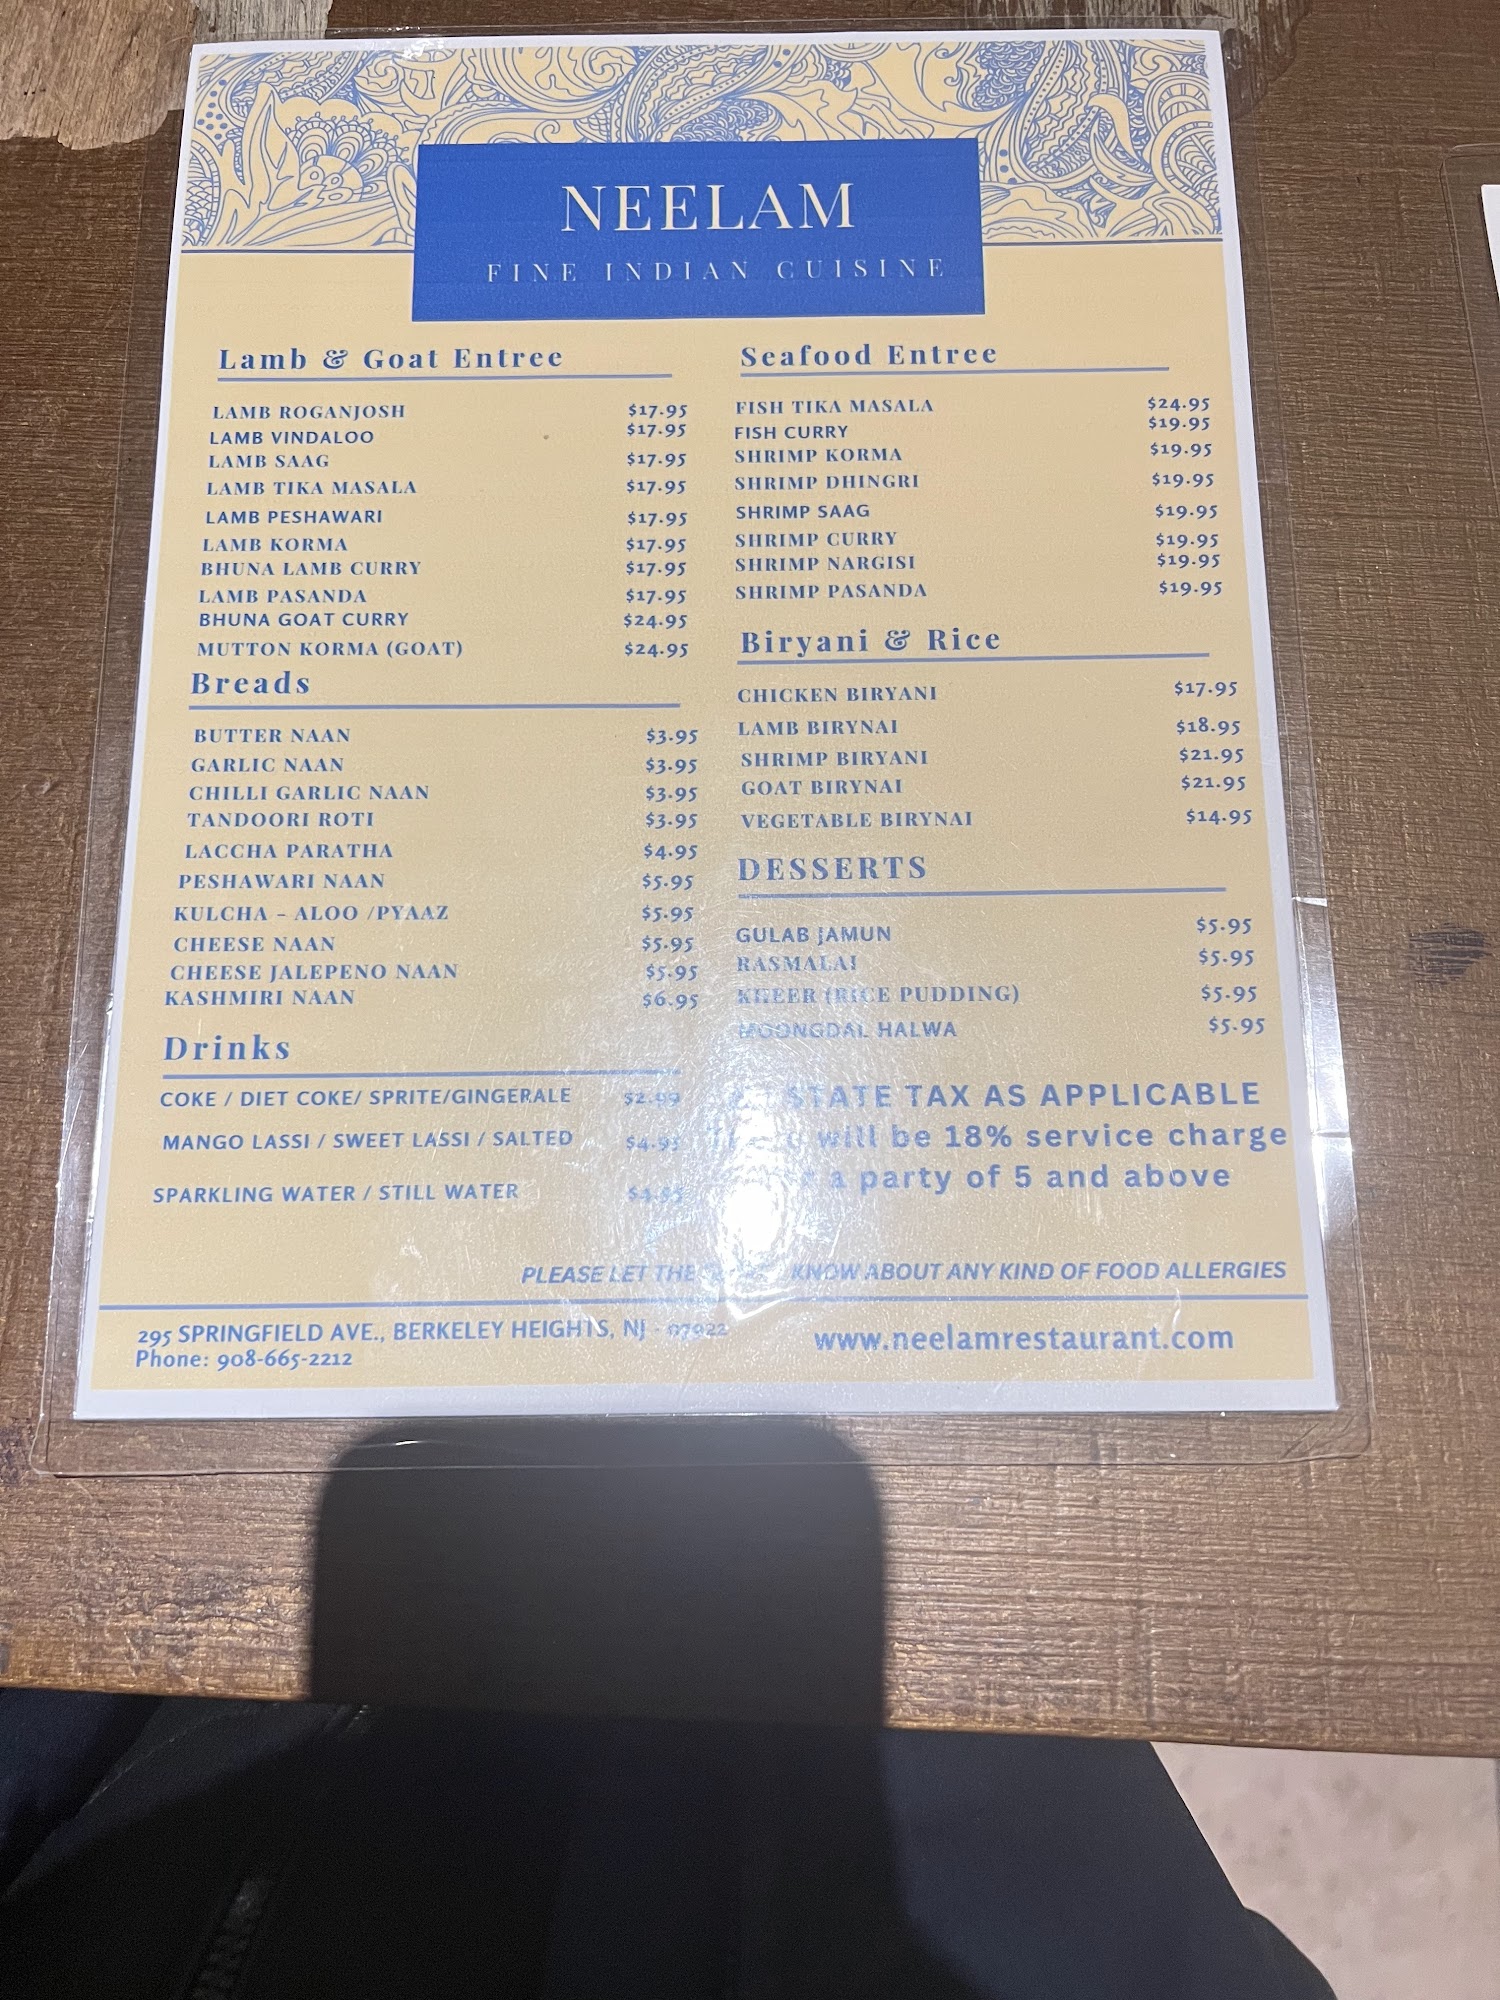 NEELAM
FINE INDIAN CUISINE
Lamb & Goat Entree
LAMB ROGANJOSH $17.95
LAMB VINDALOO $17.95
LAMB SAAG $17.95
LAMB TIKA MASALA $17.95
LAMB PESHAWARI $17.95
LAMB KORMA $17.95
BHUNA LAMB CURRY $17.95
LAMB PASANDA $17.95
BHUNA GOAT CURRY $24.95
MUTTON KORMA (GOAT) $24.95
Breads
BUTTER NAAN $3.95
GARLIC NAAN $3.95
CHILLI GARLIC NAAN $3.95
TANDOORI ROTI $3.95
LACCHA PARATHA $4.95
PESHAWARI NAAN $5.95
KULCHA - ALOO /PYAAZ $5.95
CHEESE NAAN $5.95
CHEESE JALEPENO NAAN $5.95
KASHMIRI NAAN $6.95
Drinks
COKE / DIET COKE/ SPRITE/GINGERALE $2.99
MANGO LASSI / SWEET LASSI / SALTED $4.95
SPARKLING WATER / STILL WATER
Seafood Entree
FISH TIKA MASALA $24.95
FISH CURRY $19.95
SHRIMP KORMA $19.95
SHRIMP DHINGRI $19.95
SHRIMP SAAG $19.95
SHRIMP CURRY $19.95
SHRIMP NARGISI $19.95
SHRIMP PASANDA $19.95
Biryani & Rice
CHICKEN BIRYANI $17.95
LAMB BIRYNAI $18.95
SHRIMP BIRYANI $21.95
GOAT BIRYNAI $21.95
VEGETABLE BIRYNAI $14.95
DESSERTS
GULAB JAMUN $5.95
RASMALAI $5.95
KHEER (RICE PUDDING) $5.95
MOONGDAL HALWA $5.95
STATE TAX AS APPLICABLE
will be 18% service charge
a party of 5 and above
PLEASE LET THE KNOW ABOUT ANY KIND OF FOOD ALLERGIES
295 SPRINGFIELD AVE., BERKELEY HEIGHTS, NJ - 07922
Phone: 908-665-2212
www.neelamrestaurant.com